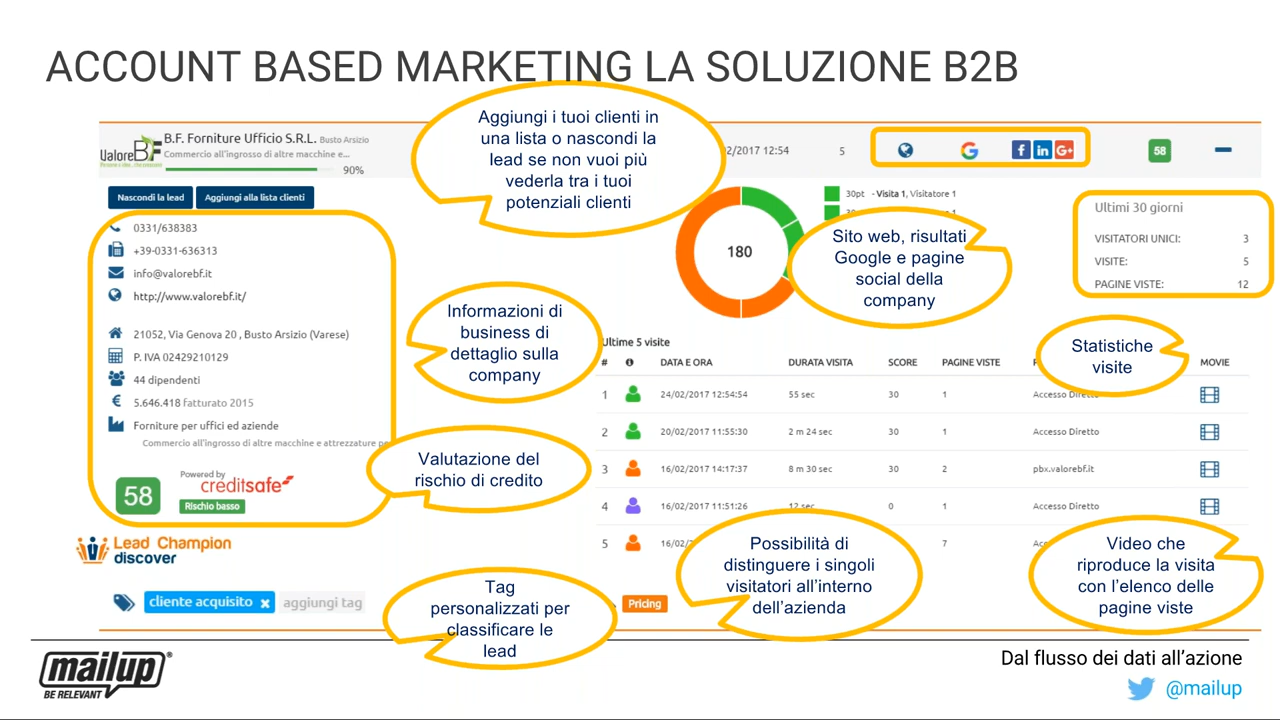 ACCOUNT BASED MARKETING LA SOLUZIONE B2B
Aggiungi i tuoi clienti in
una lista o nascondi la
lead se non vuoi più
vederla tra i tuoi
potenziali clienti
ValoreBF
B.F. Forniture Ufficio S.R.L. Busto Arsizio
Commercio all'ingrosso di altre macchine e...
90%
2/2017 12:54
5
58
Nascondi la lead
Aggiungi alla lista clienti
0331/638383
+39-0331-636313
info@valorebf.it
http://www.valorebf.it/
21052, Via Genova 20 , Busto Arsizio (Varese)
P. IVA 02429210129
44 dipendenti
€ 5.646.418 fatturato 2015
Forniture per uffici ed aziende
Commercio all'ingrosso di altre macchine e attrezzature pe
58
Powered by
creditsafe
Rischio basso
Lead Champion
discover
cliente acquisito x
aggiungi tag
180
30pt - Visita 1, Visitatore 1
Sito web, risultati
Google e pagine
social della
company
Ultimi 30 giorni
VISITATORI UNICI: 3
VISITE: 5
PAGINE VISTE: 12
Informazioni di
business di
dettaglio sulla
company
Statistiche
visite
Ultime 5 visite
# DATA E ORA DURATA VISITA SCORE PAGINE VISTE MOVIE
1 24/02/2017 12:54:54 55 sec 30 1 Accesso Diretto
2 20/02/2017 11:55:30 2 m 24 sec 30 1 Accesso Diretto
3 16/02/2017 14:17:37 8 m 30 sec 30 2 pbx.valorebf.it
4 16/02/2017 11:51:26 12 sec 0 1 Accesso Diretto
5 16/02/ 7
Valutazione del
rischio di credito
Possibilità di
distinguere i singoli
visitatori all'interno
dell'azienda
Video che
riproduce la visita
con l'elenco delle
pagine viste
Tag
personalizzati per
classificare le
lead
Pricing
mailup®
BE RELEVANT
Dal flusso dei dati all'azione
@mailup